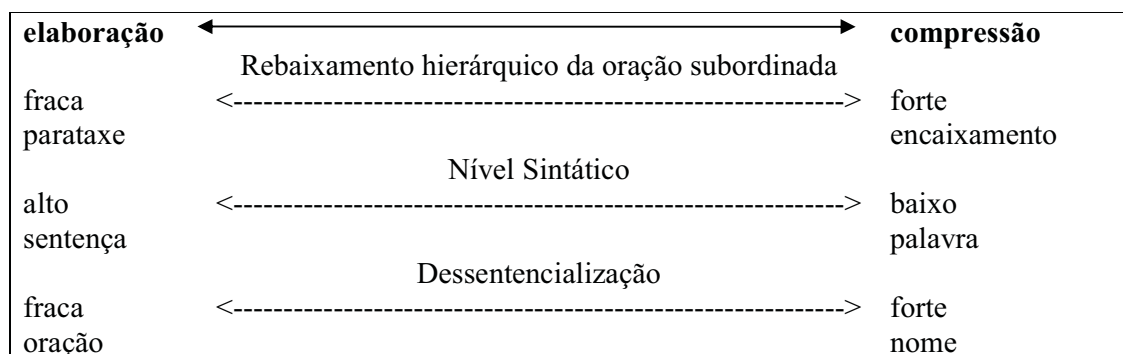 elaboração compressão
Rebaixamento hierárquico da oração subordinada
fraca <-------------------------------------------------------------> forte
parataxe encaixamento
Nível Sintático
alto <-------------------------------------------------------------> baixo
sentença palavra
Dessentencialização
fraca <-------------------------------------------------------------> forte
oração nome